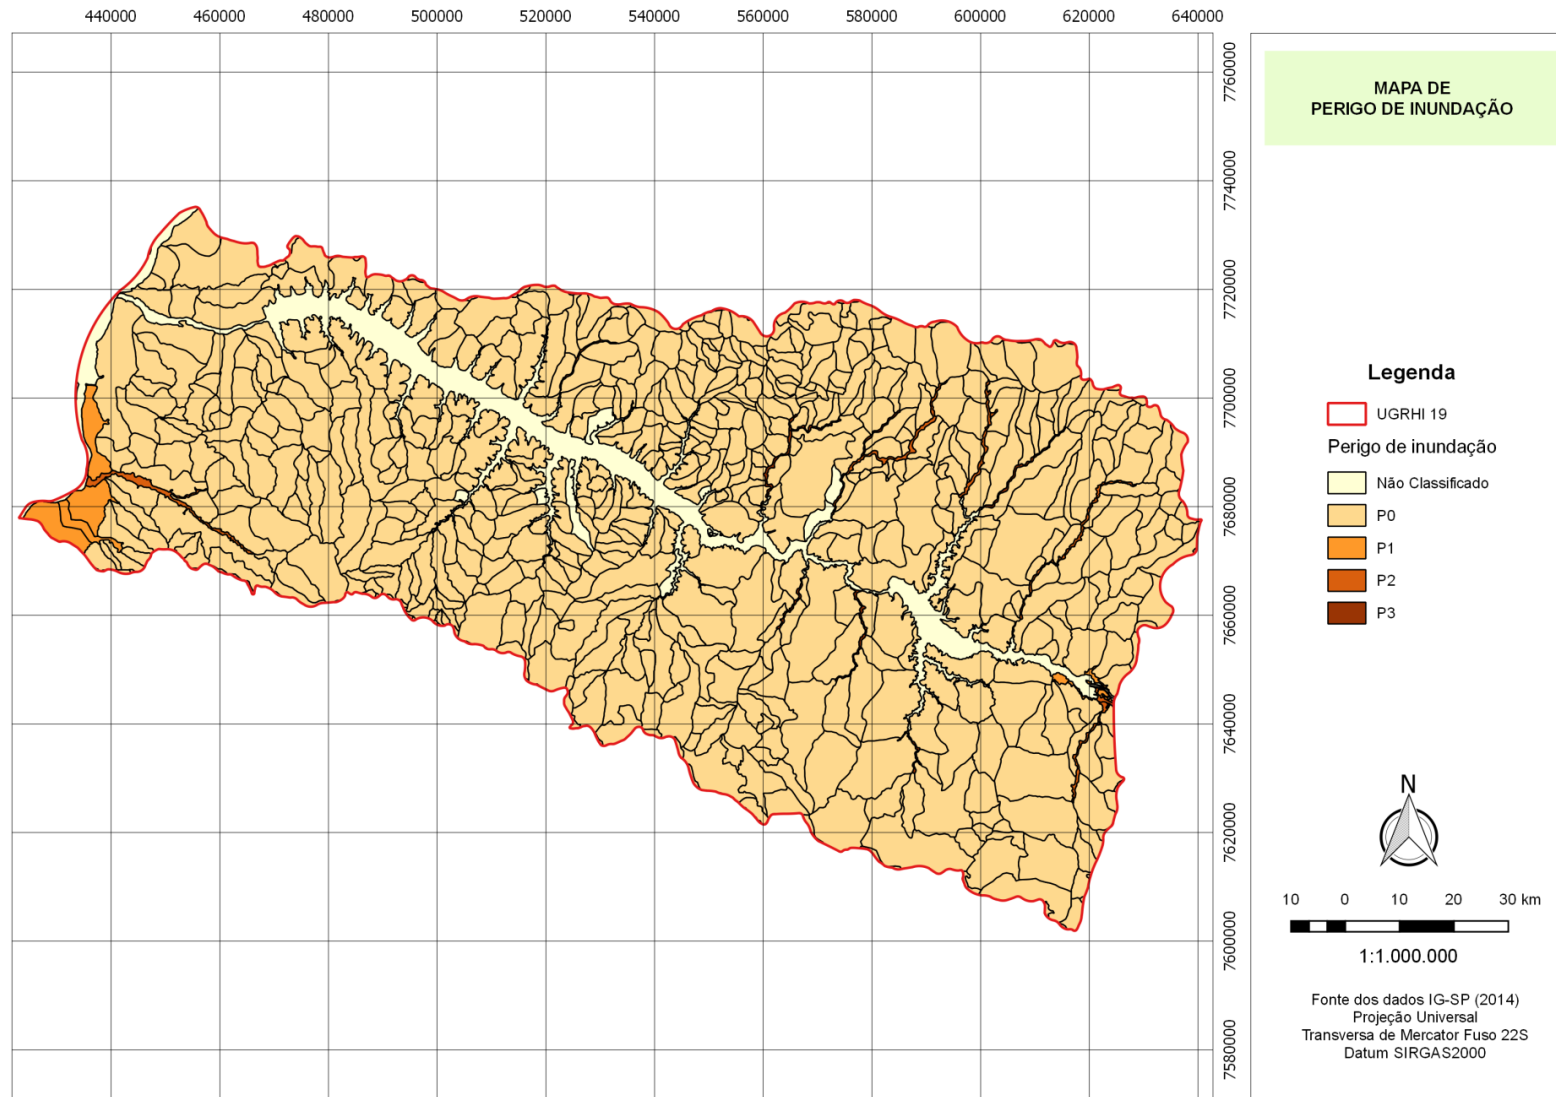 440000 460000 480000 500000 520000 540000 560000 580000 600000 620000 640000
7760000
7740000
7720000
7700000
7680000
7660000
7640000
7620000
7600000
7580000
MAPA DE
PERIGO DE INUNDAÇÃO
Legenda
UGRHI 19
Perigo de inundação
Não Classificado
P0
P1
P2
P3
N
10 0 10 20 30 km
1:1.000.000
Fonte dos dados IG-SP (2014)
Projeção Universal
Transversa de Mercator Fuso 22S
Datum SIRGAS2000